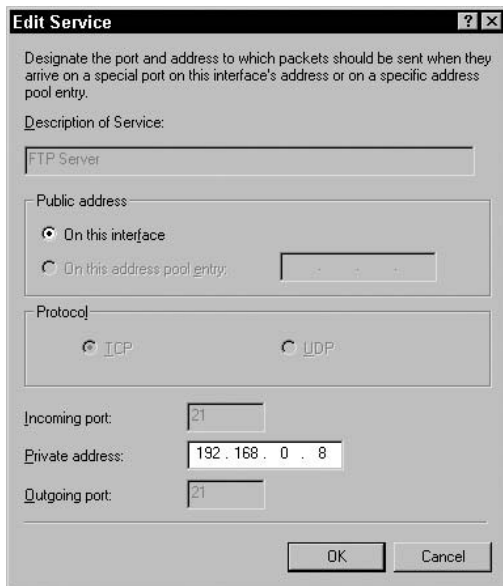 Edit Service
Designate the port and address to which packets should be sent when they
arrive on a special port on this interface's address or on a specific address
pool entry.
Description of Service:
FTP Server
Public address
On this interface
On this address pool entry:
Protocol
TCP
UDP
Incoming port:
21
Private address:
192 . 168 . 0 . 8
Outgoing port:
21
OK
Cancel